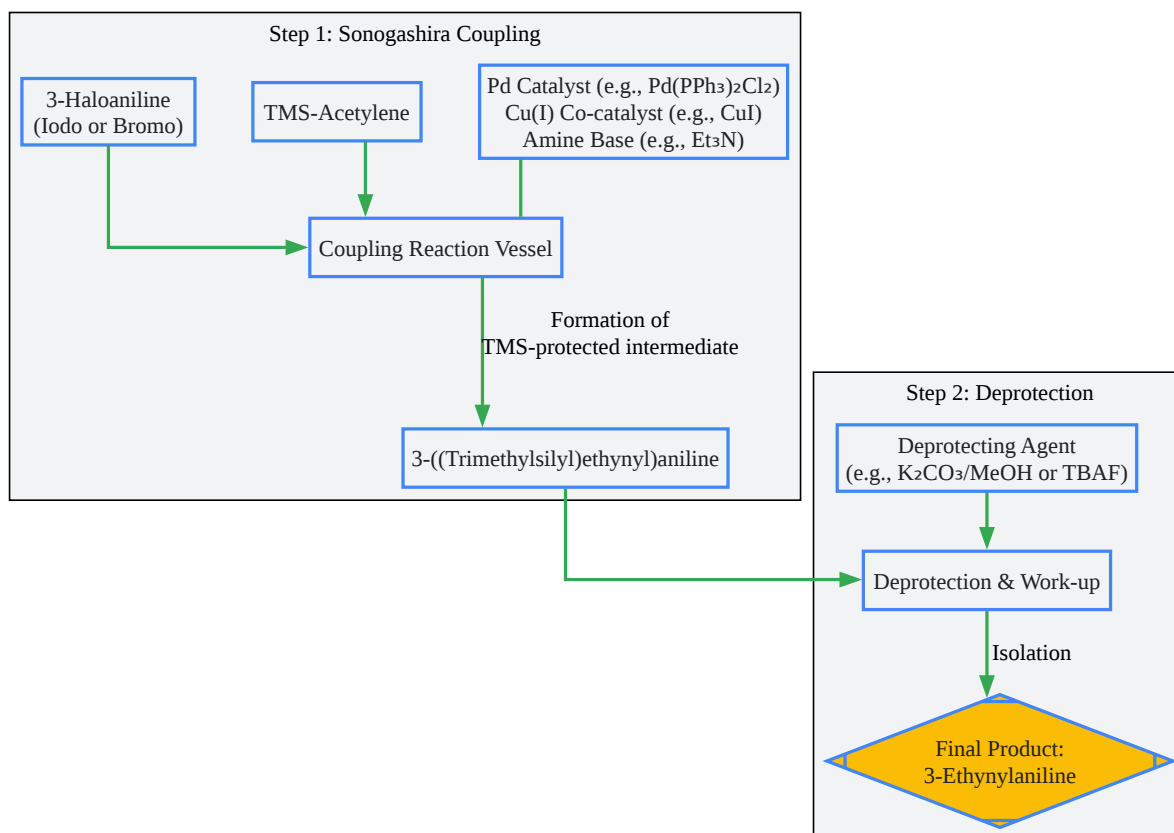 Step 1: Sonogashira Coupling
3-Haloaniline
(Iodo or Bromo)
TMS-Acetylene
Pd Catalyst (e.g., Pd(PPh₃)₂Cl₂)
Cu(I) Co-catalyst (e.g., CuI)
Amine Base (e.g., Et₃N)
Coupling Reaction Vessel
Formation of
TMS-protected intermediate
3-((Trimethylsilyl)ethynyl)aniline
Step 2: Deprotection
Deprotecting Agent
(e.g., K₂CO₃/MeOH or TBAF)
Deprotection & Work-up
Isolation
Final Product:
3-Ethynylaniline